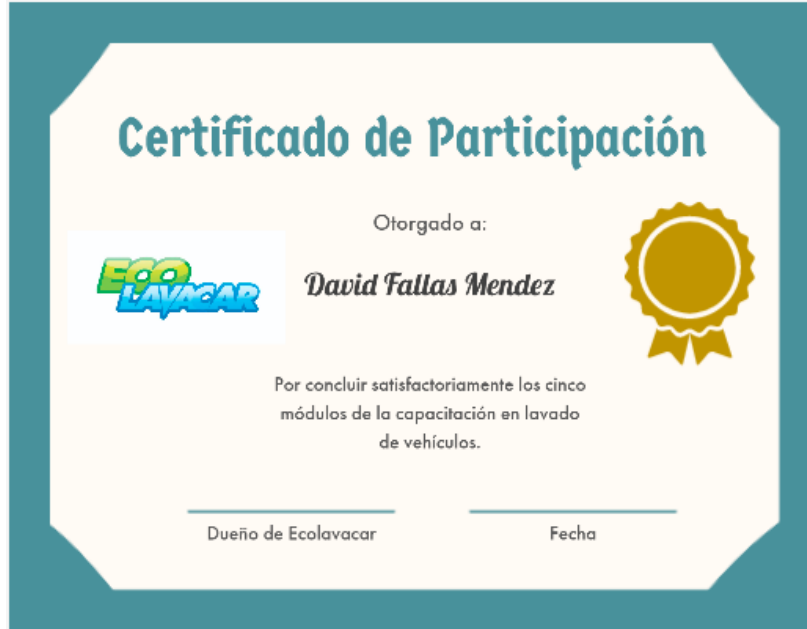 Certificado de Participación
Otorgado a:
ECO
LAVACAR
David Fallas Mendez
Por concluir satisfactoriamente los cinco
módulos de la capacitación en lavado
de vehículos.
Dueño de Ecolavacar
Fecha